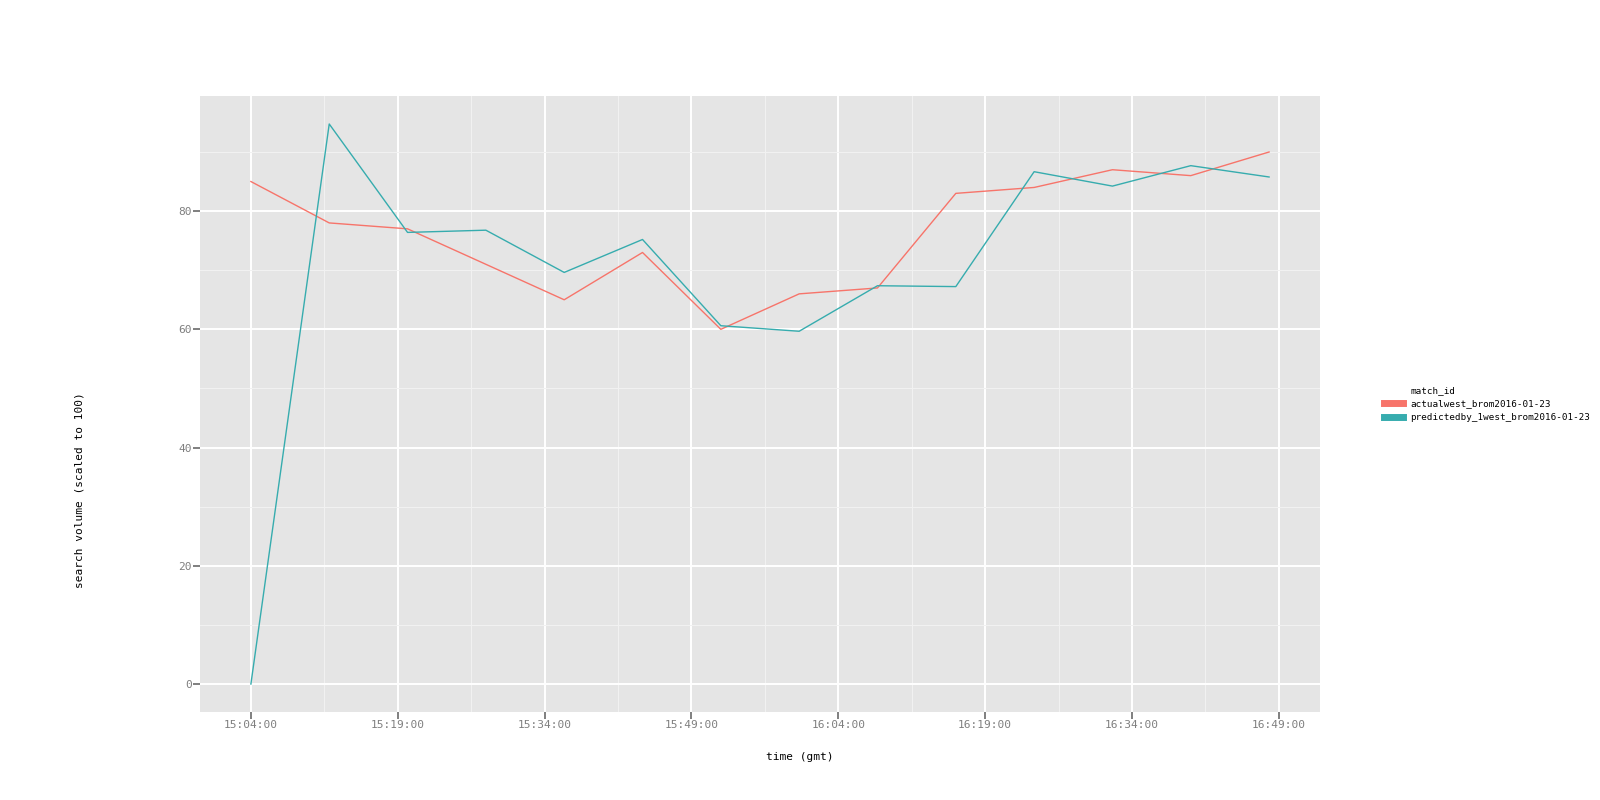 80
60
40
20
0
search volume (scaled to 100)
15:04:00 15:19:00 15:34:00 15:49:00 16:04:00 16:19:00 16:34:00 16:49:00
time (gmt)
match_id
actualwest_brom2016-01-23
predictedby_1west_brom2016-01-23